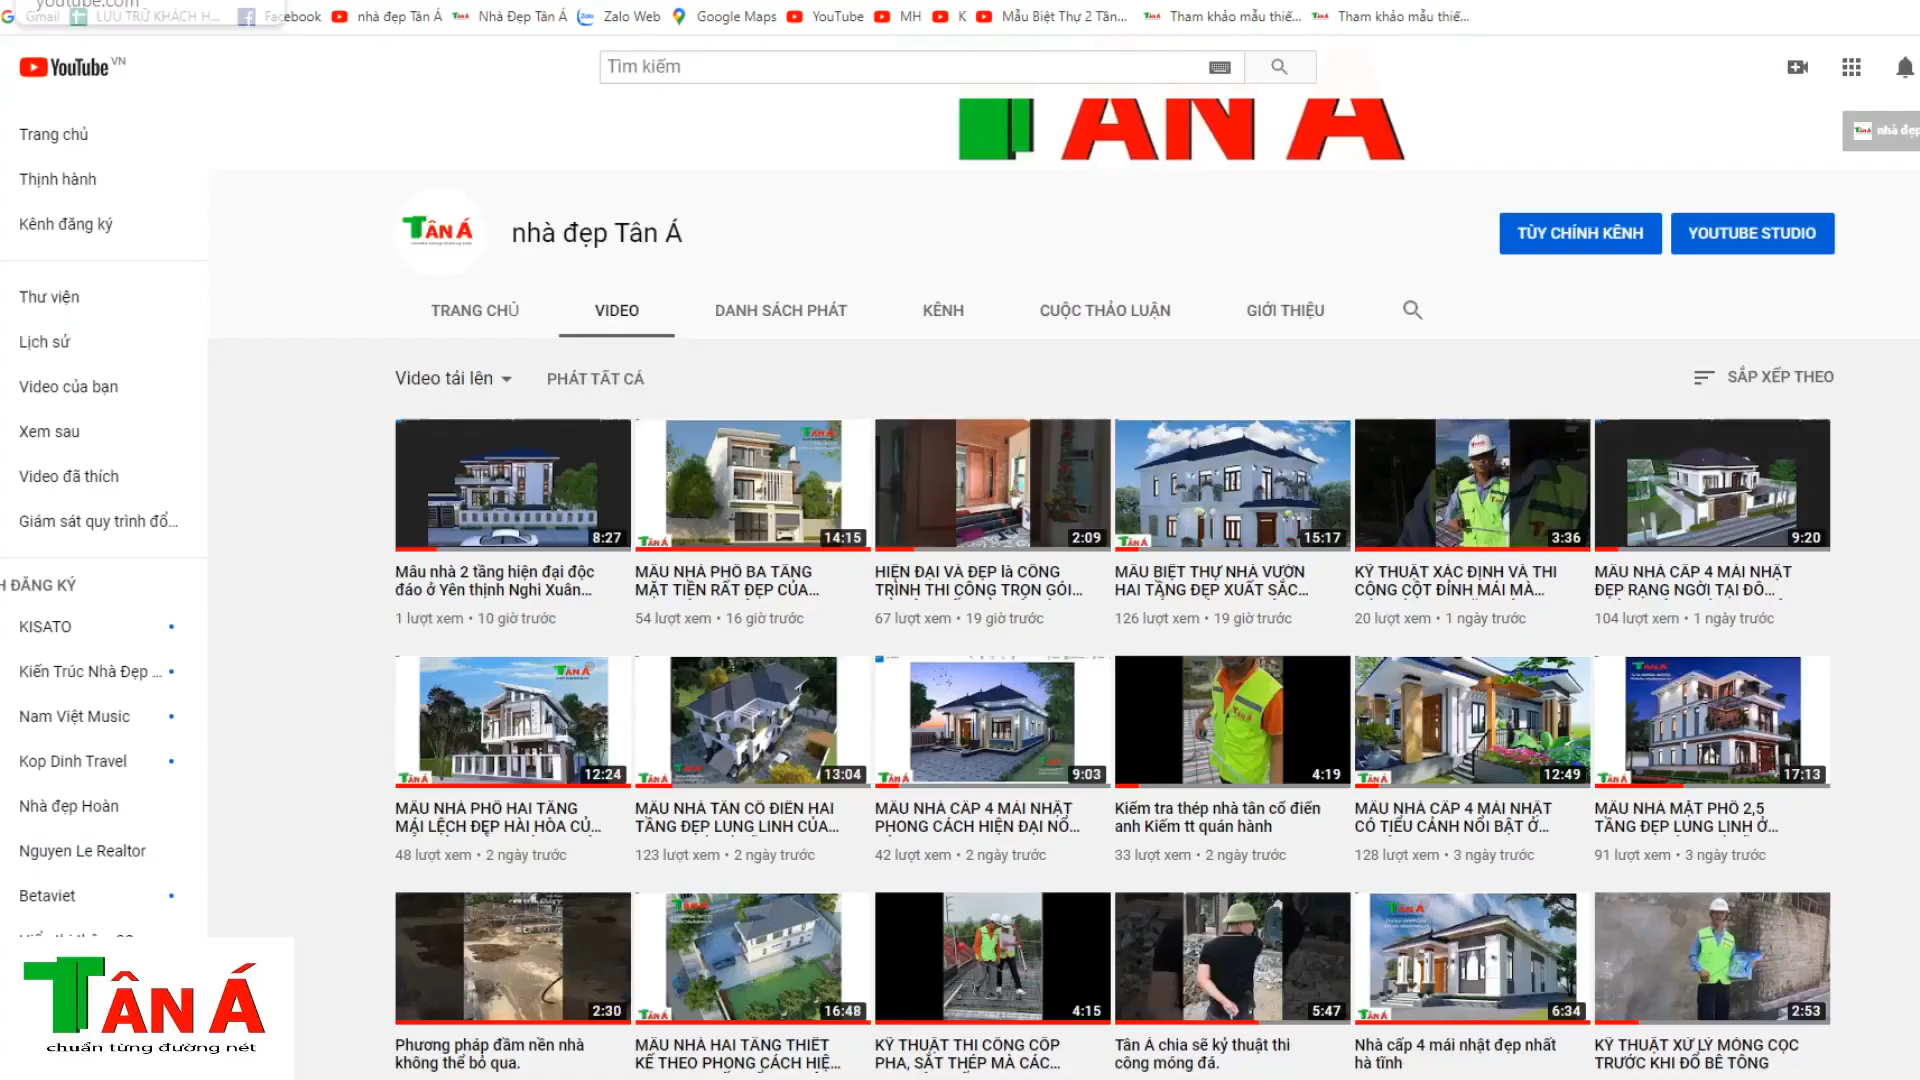 youtube.com
Gmail LƯU TRỮ KHÁCH H... Facebook nhà đẹp Tân Á Nhà Đẹp Tân Á Zalo Web Google Maps YouTube MH K Mẫu Biệt Thự 2 Tân... Tham khảo mẫu thiế... Tham khảo mẫu thiế...
YouTube VN
Tìm kiếm
TÂN Á
nhà đẹp
Trang chủ
Thịnh hành
Kênh đăng ký
Thư viện
Lịch sử
Video của bạn
Xem sau
Video đã thích
Giám sát quy trình đổ...
H ĐĂNG KÝ
KISATO
Kiến Trúc Nhà Đẹp ...
Nam Việt Music
Kop Dinh Travel
Nhà đẹp Hoàn
Nguyen Le Realtor
Betaviet
TÂN Á
chuẩn từng đường nét
TÂN Á
nhà đẹp Tân Á
TÙY CHỈNH KÊNH
YOUTUBE STUDIO
TRANG CHỦ VIDEO DANH SÁCH PHÁT KÊNH CUỘC THẢO LUẬN GIỚI THIỆU
Video tải lên PHÁT TẤT CẢ SẮP XẾP THEO
8:27 14:15 2:09 15:17 3:36 9:20
Mâu nhà 2 tầng hiện đại độc
đáo ở Yên thịnh Nghi Xuân...
1 lượt xem • 10 giờ trước
MẪU NHÀ PHỐ BA TẦNG
MẶT TIỀN RẤT ĐẸP CỦA...
54 lượt xem • 16 giờ trước
HIỆN ĐẠI VÀ ĐẸP là CÔNG
TRÌNH THI CÔNG TRỌN GÓI...
67 lượt xem • 19 giờ trước
MẪU BIỆT THỰ NHÀ VƯỜN
HAI TẦNG ĐẸP XUẤT SẮC...
126 lượt xem • 19 giờ trước
KỸ THUẬT XÁC ĐỊNH VÀ THI
CÔNG CỘT ĐỈNH MÁI MÀ...
20 lượt xem • 1 ngày trước
MẪU NHÀ CẤP 4 MÁI NHẬT
ĐẸP RẠNG NGỜI TẠI ĐÔ...
104 lượt xem • 1 ngày trước
12:24 13:04 9:03 4:19 12:49 17:13
MẪU NHÀ PHỐ HAI TẦNG
MÁI LỆCH ĐẸP HÀI HÒA CỦ...
48 lượt xem • 2 ngày trước
MẪU NHÀ TÂN CỔ ĐIỂN HAI
TẦNG ĐẸP LUNG LINH CỦA...
123 lượt xem • 2 ngày trước
MẪU NHÀ CẤP 4 MÁI NHẬT
PHONG CÁCH HIỆN ĐẠI NỔ...
42 lượt xem • 2 ngày trước
Kiểm tra thép nhà tân cổ điển
anh Kiếm tt quán hành
33 lượt xem • 2 ngày trước
MẪU NHÀ CẤP 4 MÁI NHẬT
CÓ TIỂU CẢNH NỔI BẬT Ở...
128 lượt xem • 3 ngày trước
MẪU NHÀ MẶT PHỐ 2,5
TẦNG ĐẸP LUNG LINH Ở...
91 lượt xem • 3 ngày trước
2:30 16:48 4:15 5:47 6:34 2:53
Phương pháp đầm nền nhà
không thể bỏ qua.
MẪU NHÀ HAI TẦNG THIẾT
KẾ THEO PHONG CÁCH HIỆ...
KỸ THUẬT THI CÔNG CỐP
PHA, SẮT THÉP MÀ CÁC...
Tân Á chia sẽ kỷ thuật thi
công móng đá.
Nhà cấp 4 mái nhật đẹp nhất
hà tĩnh
KỸ THUẬT XỬ LÝ MÓNG CỌC
TRƯỚC KHI ĐỔ BÊ TÔNG